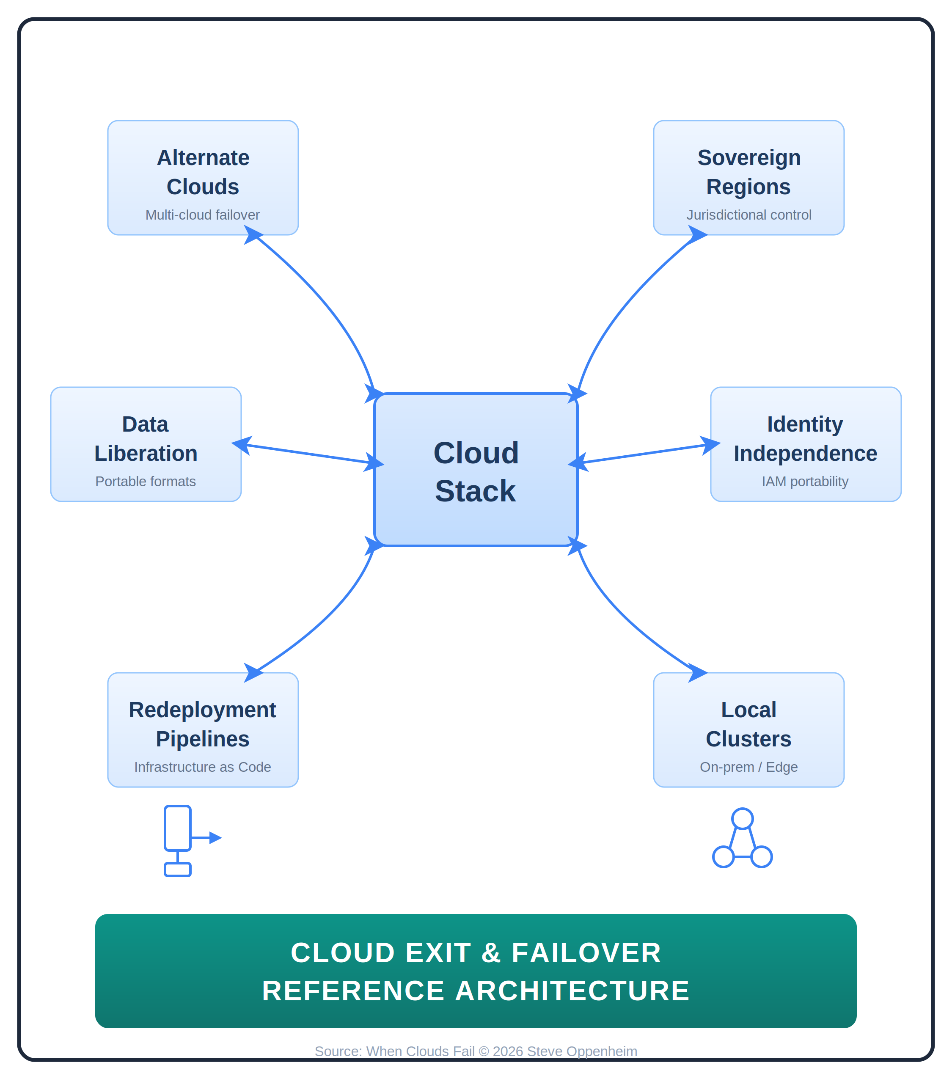 Alternate
Clouds
Multi-cloud failover
Sovereign
Regions
Jurisdictional control
Data
Liberation
Portable formats
Cloud
Stack
Identity
Independence
IAM portability
Redeployment
Pipelines
Infrastructure as Code
Local
Clusters
On-prem / Edge
CLOUD EXIT & FAILOVER
REFERENCE ARCHITECTURE
Source: When Clouds Fail © 2026 Steve Oppenheim